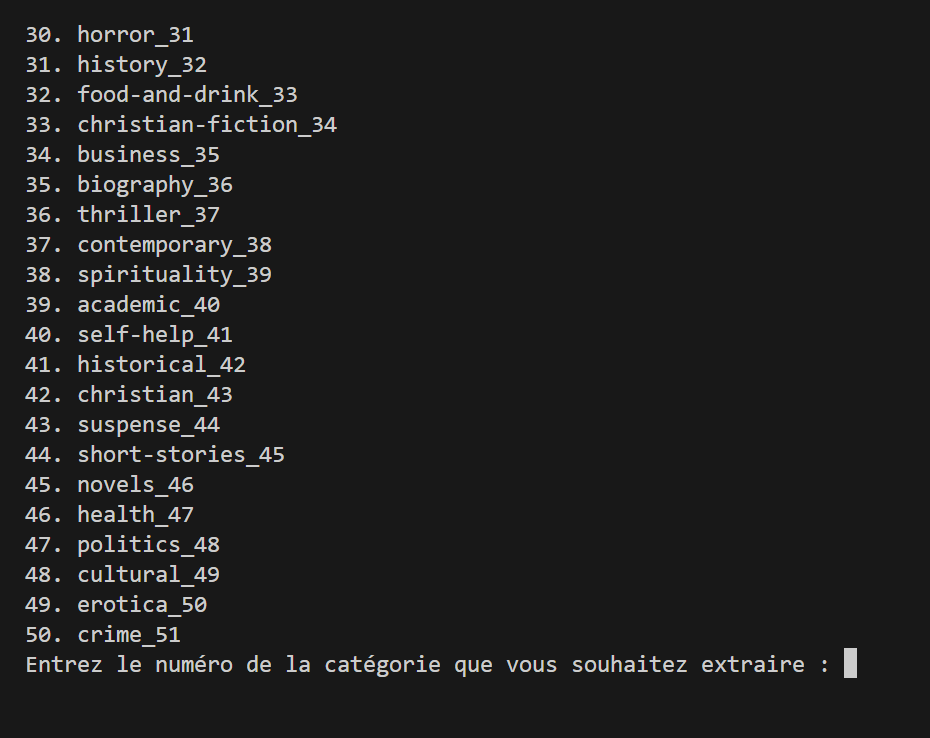 30. horror_31
31. history_32
32. food-and-drink_33
33. christian-fiction_34
34. business_35
35. biography_36
36. thriller_37
37. contemporary_38
38. spirituality_39
39. academic_40
40. self-help_41
41. historical_42
42. christian_43
43. suspense_44
44. short-stories_45
45. novels_46
46. health_47
47. politics_48
48. cultural_49
49. erotica_50
50. crime_51
Entrez le numéro de la catégorie que vous souhaitez extraire :